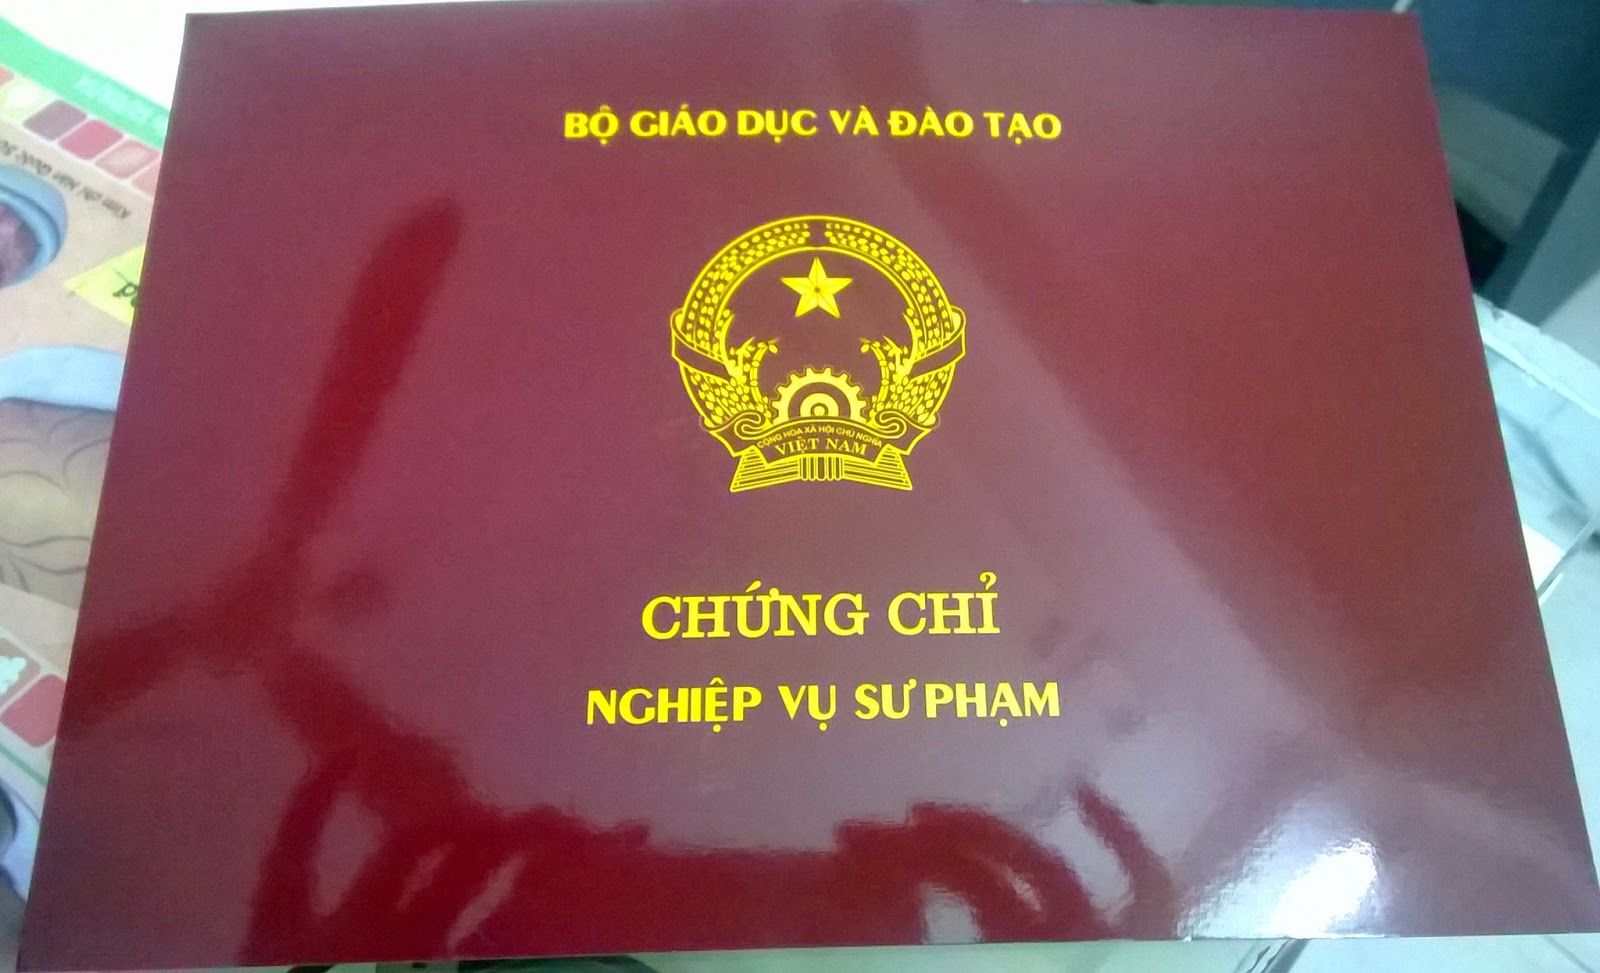 BỘ GIÁO DỤC VÀ ĐÀO TẠO
CỘNG HÒA XÃ HỘI CHỦ NGHĨA
VIỆT NAM
CHỨNG CHỈ
NGHIỆP VỤ SƯ PHẠM